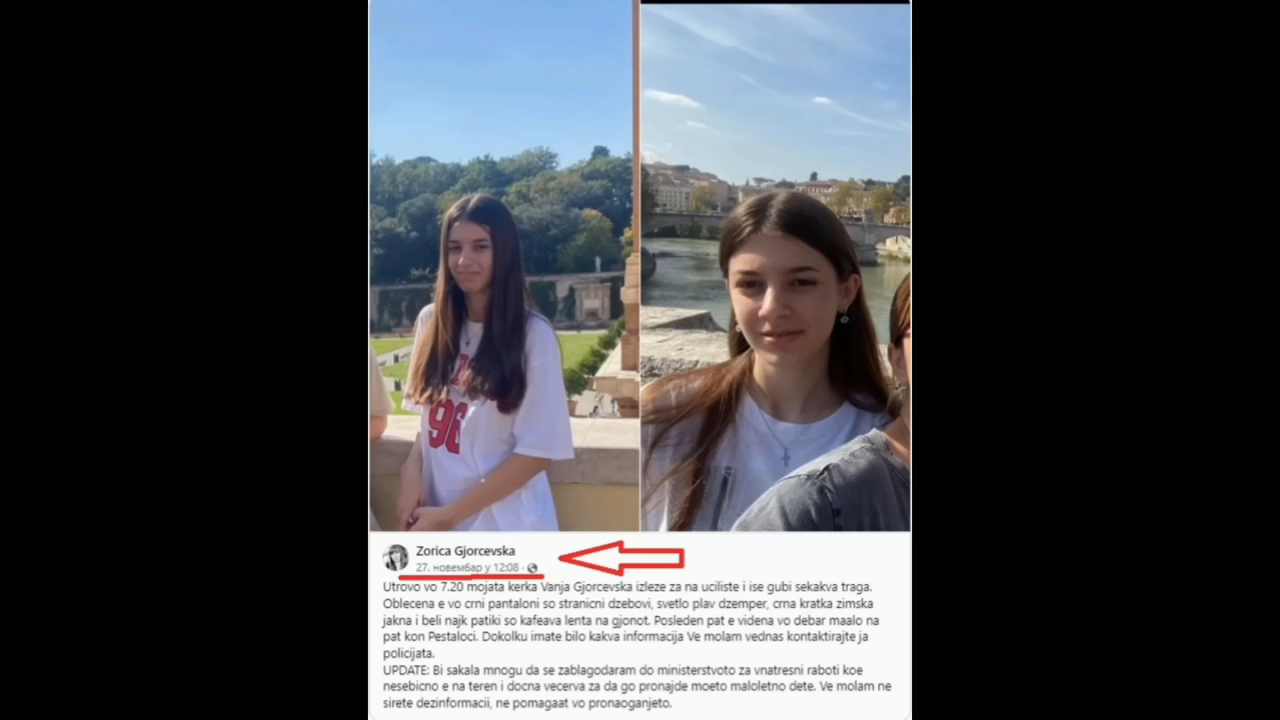 96
Zorica Gjorcevska
27. новембар у 12:08 ·
Utrovo vo 7.20 mojata kerka Vanja Gjorcevska izleze za na uciliste i ise gubi sekakva traga.
Oblecena e vo crni pantaloni so stranicni dzebovi, svetlo plav dzemper, crna kratka zimska
jakna i beli najk patiki so kafeava lenta na gjonot. Posleden pat e videna vo debar maalo na
pat kon Pestaloci. Dokolku imate bilo kakva informacija Ve molam vednas kontaktirajte ja
policijata.
UPDATE: Bi sakala mnogu da se zablagodaram do ministerstvoto za vnatresni raboti koe
nesebicno e na teren i docna vecerva za da go pronajde moeto maloletno dete. Ve molam ne
sirete dezinformacii, ne pomagaat vo pronaoganjeto.